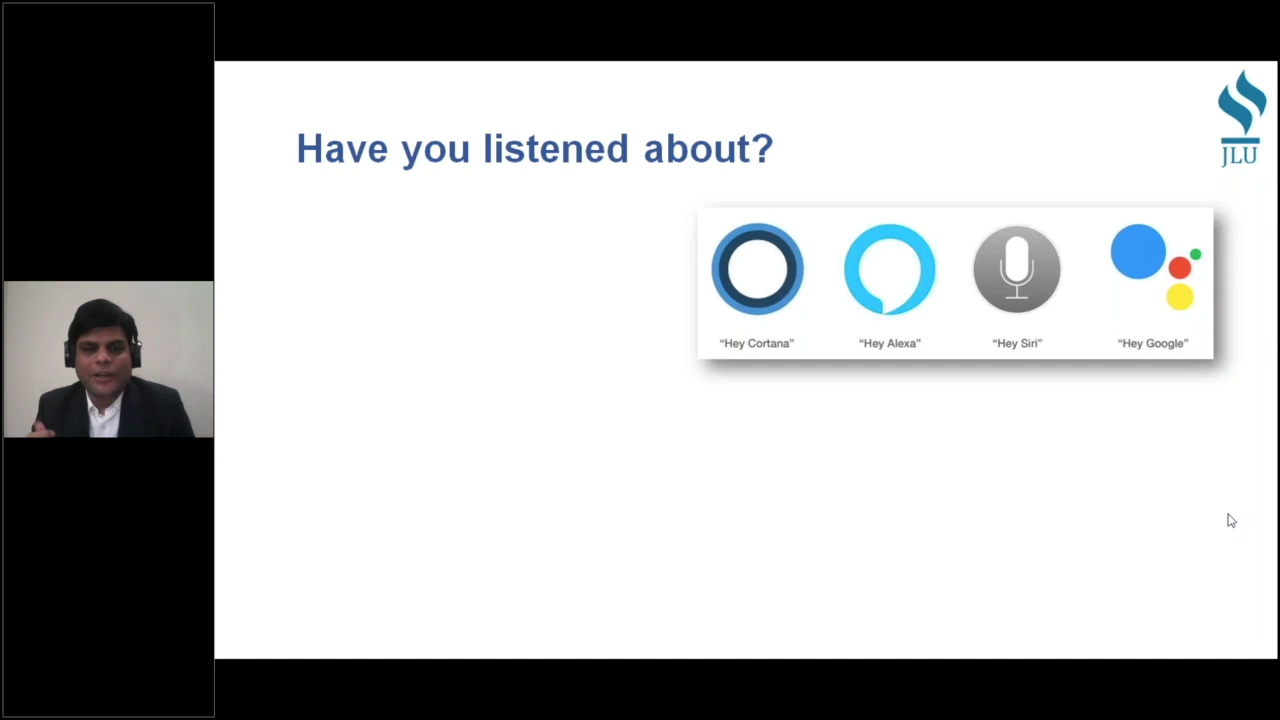 Have you listened about?
JLU
“Hey Cortana” “Hey Alexa” “Hey Siri” “Hey Google”